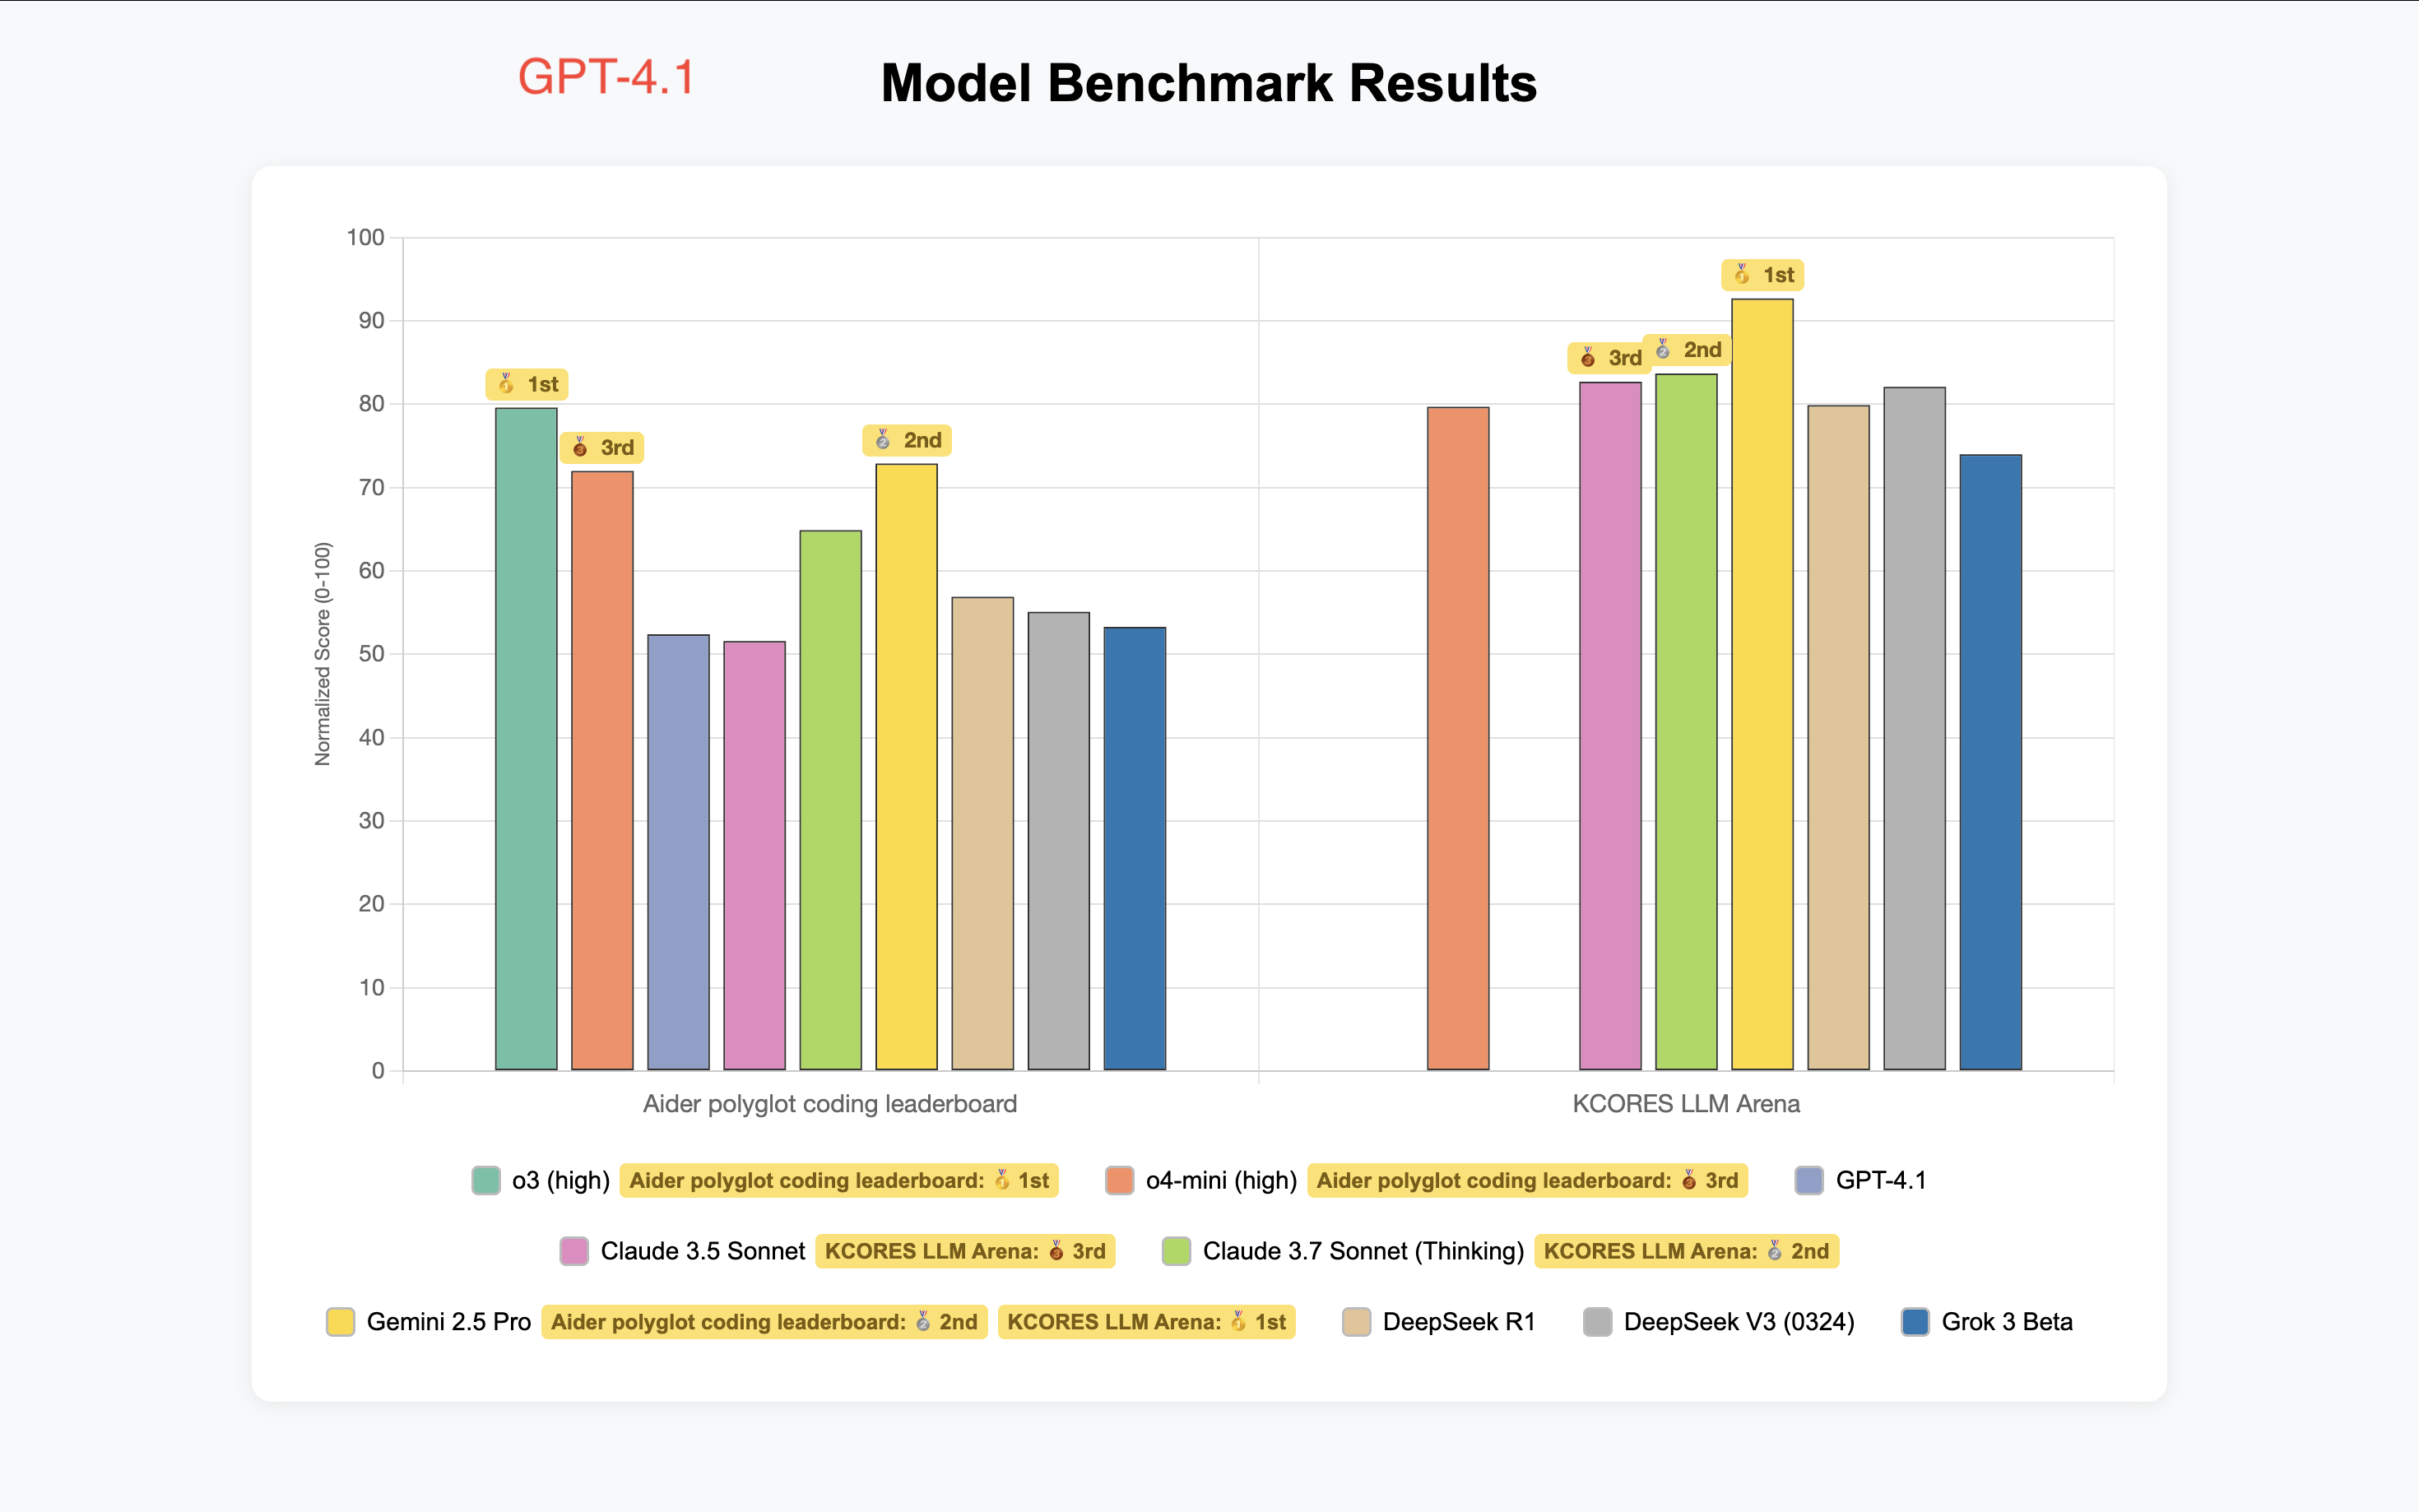 GPT-4.1 Model Benchmark Results
100
90
80
70
60
50
40
30
20
10
0
Normalized Score (0-100)
1st
3rd
2nd
3rd
2nd
1st
Aider polyglot coding leaderboard
KCORES LLM Arena
o3 (high) Aider polyglot coding leaderboard: 🥇 1st o4-mini (high) Aider polyglot coding leaderboard: 🥉 3rd GPT-4.1
Claude 3.5 Sonnet KCORES LLM Arena: 🥉 3rd Claude 3.7 Sonnet (Thinking) KCORES LLM Arena: 🥈 2nd
Gemini 2.5 Pro Aider polyglot coding leaderboard: 🥈 2nd KCORES LLM Arena: 🥇 1st DeepSeek R1 DeepSeek V3 (0324) Grok 3 Beta